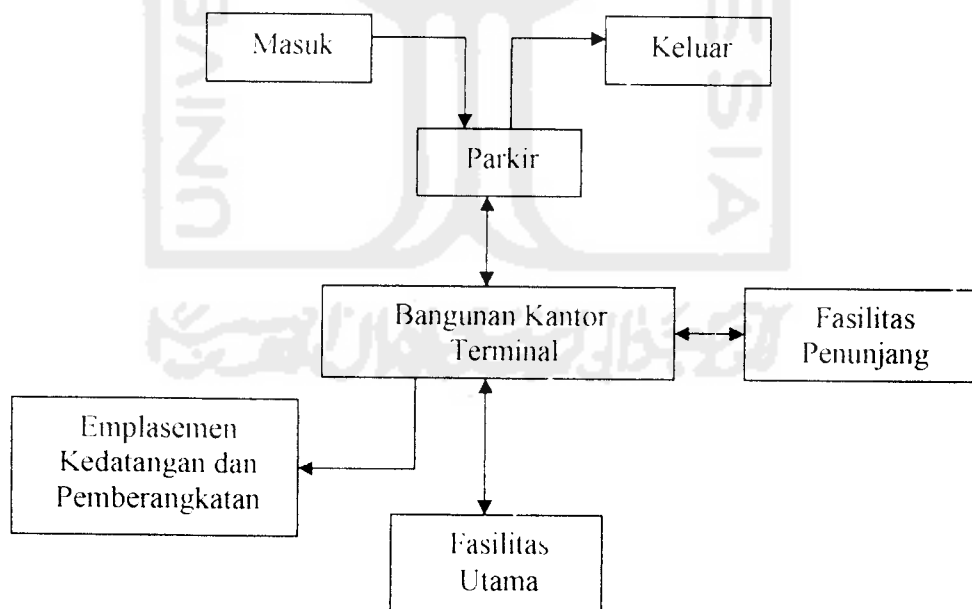 Masuk
Keluar
Parkir
Bangunan Kantor
Terminal
Fasilitas
Penunjang
Emplasemen
Kedatangan dan
Pemberangkatan
Fasilitas
Utama